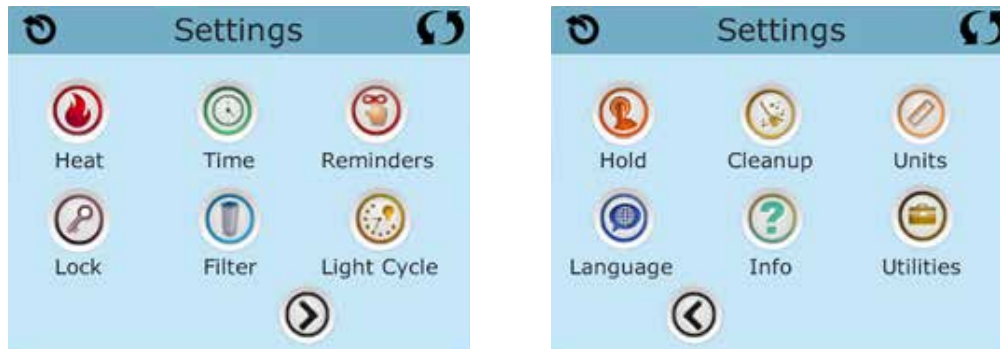 Settings
Heat Time Reminders
Lock Filter Light Cycle
Settings
Hold Cleanup Units
Language Info Utilities